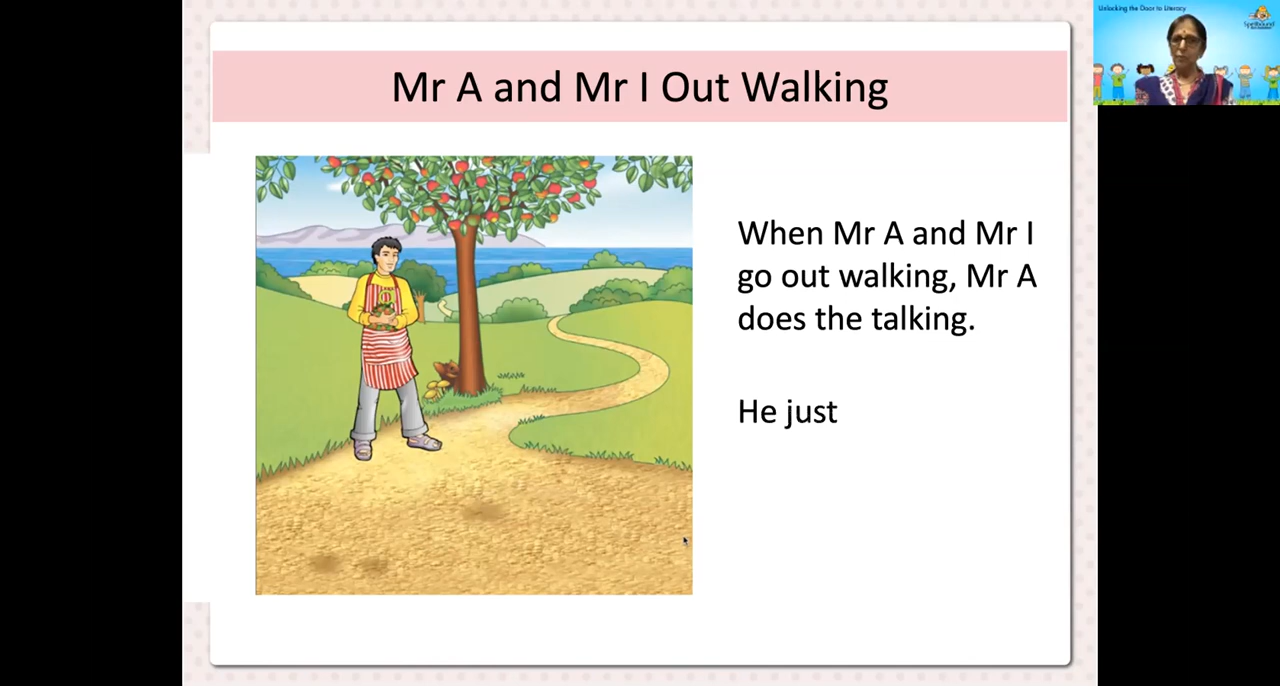 Mr A and Mr I Out Walking
Unlocking the Door to Literacy
Spellbound
When Mr A and Mr I
go out walking, Mr A
does the talking.
He just